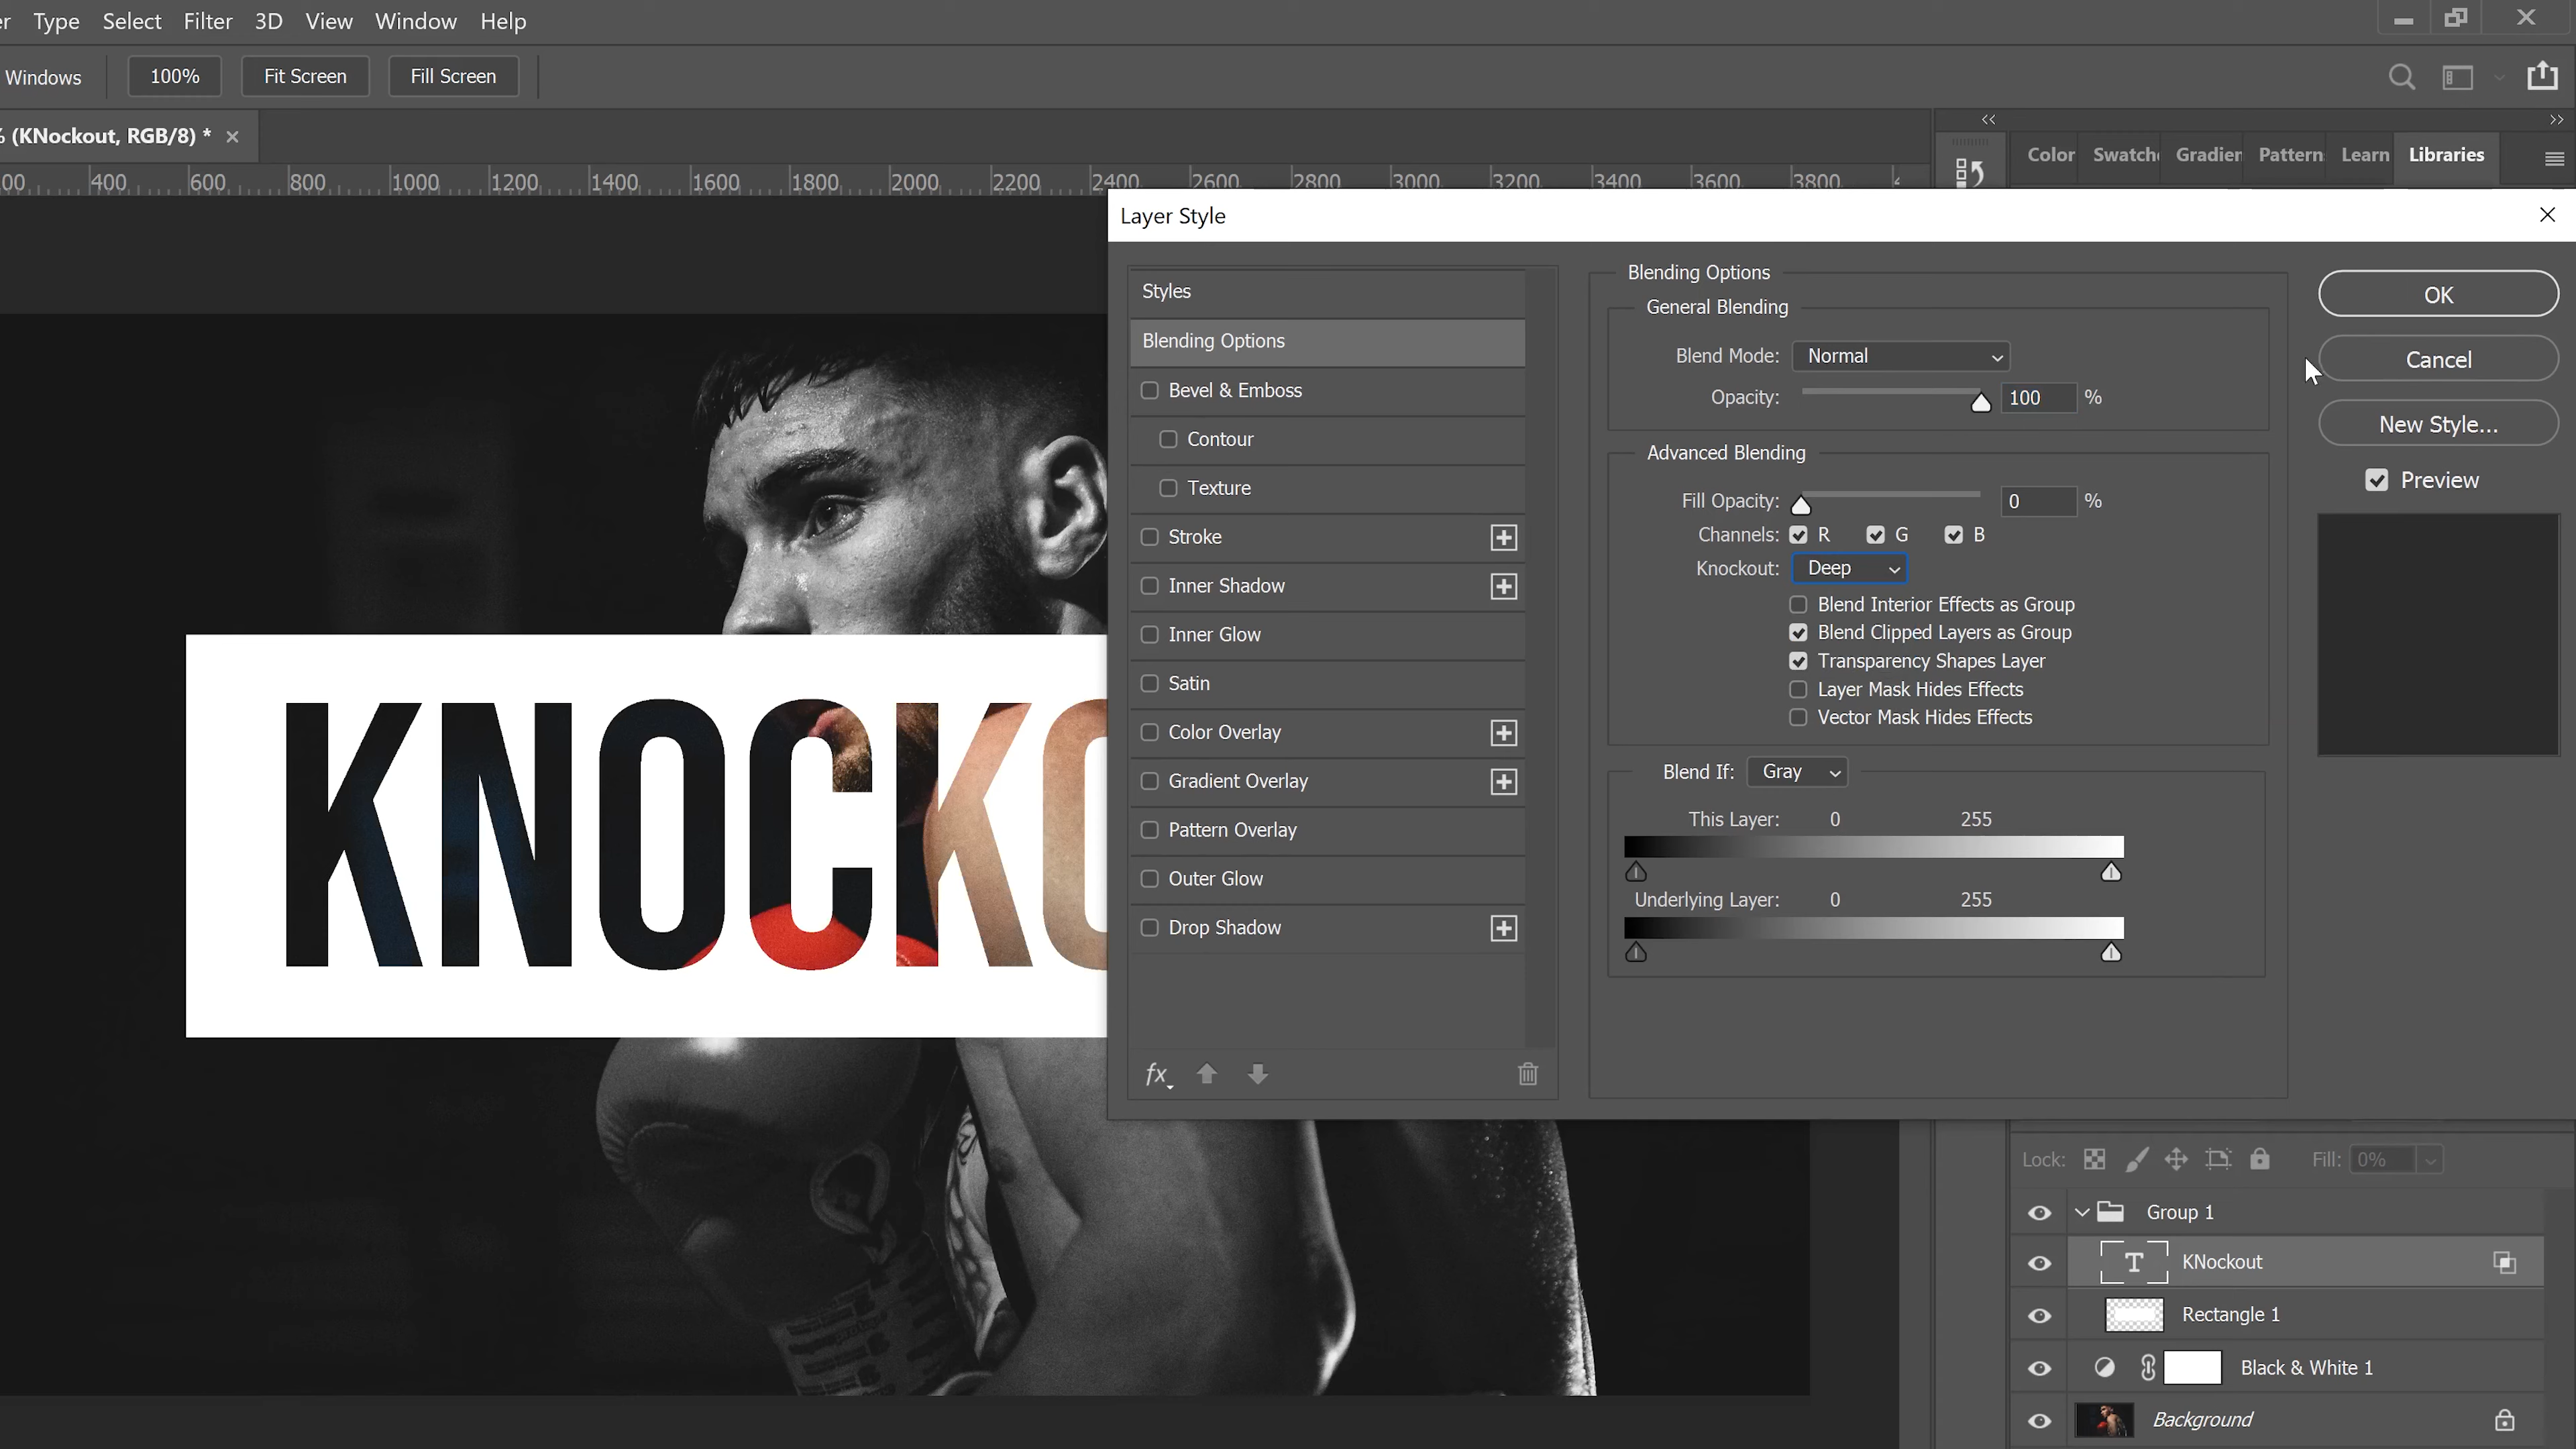 Type Select Filter 3D View Window Help
Windows 100% Fit Screen Fill Screen
% (KNockout, RGB/8) * ×
400 600 800 1000 1200 1400 1600 1800 2000 2200 2400 2600 2800 3000 3200 3400 3600 3800
Color Swatche Gradien Pattern Learn Libraries
Layer Style
Styles
Blending Options
Bevel & Emboss
Contour
Texture
Stroke
Inner Shadow
Inner Glow
Satin
Color Overlay
Gradient Overlay
Pattern Overlay
Outer Glow
Drop Shadow
fx
Blending Options
General Blending
Blend Mode: Normal
Opacity: 100 %
Advanced Blending
Fill Opacity: 0 %
Channels: R G B
Knockout: Deep
Blend Interior Effects as Group
Blend Clipped Layers as Group
Transparency Shapes Layer
Layer Mask Hides Effects
Vector Mask Hides Effects
Blend If: Gray
This Layer: 0 255
Underlying Layer: 0 255
OK
Cancel
New Style...
Preview
KNOCKO
Lock: Fill: 0%
Group 1
T KNockout
Rectangle 1
Black & White 1
Background